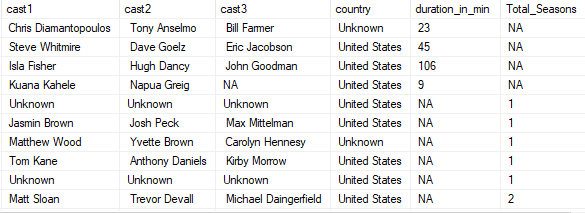 cast1 cast2 cast3 country duration_in_min Total_Seasons
Chris Diamantopoulos Tony Anselmo Bill Farmer Unknown 23 NA
Steve Whitmire Dave Goelz Eric Jacobson United States 45 NA
Isla Fisher Hugh Dancy John Goodman United States 106 NA
Kuana Kahele Napua Greig NA United States 9 NA
Unknown Unknown Unknown United States NA 1
Jasmin Brown Josh Peck Max Mittelman United States NA 1
Matthew Wood Yvette Brown Carolyn Hennesy Unknown NA 1
Tom Kane Anthony Daniels Kirby Morrow United States NA 1
Unknown Unknown Unknown United States NA 1
Matt Sloan Trevor Devall Michael Daingerfield United States NA 2